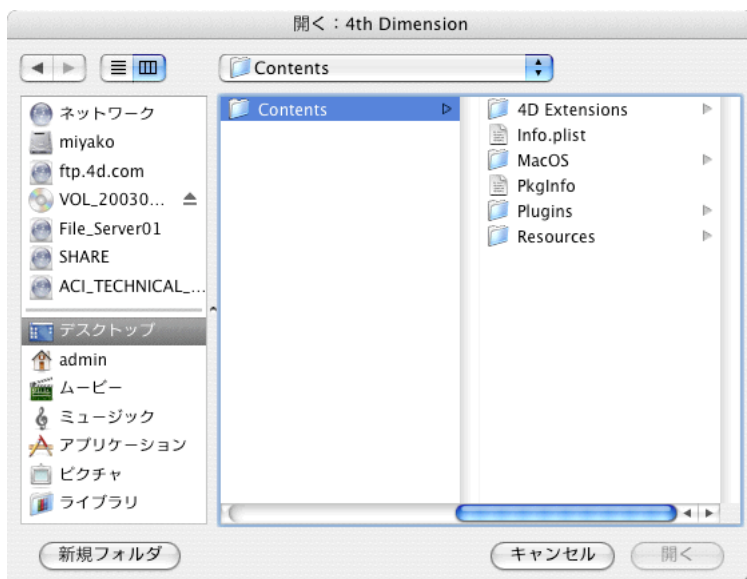 開く：4th Dimension
Contents
ネットワーク
miyako
ftp.4d.com
VOL_20030...
File_Server01
SHARE
ACI_TECHNICAL_...
デスクトップ
admin
ムービー
ミュージック
アプリケーション
ピクチャ
ライブラリ
Contents
4D Extensions
Info.plist
MacOS
PkgInfo
Plugins
Resources
新規フォルダ
キャンセル
開く